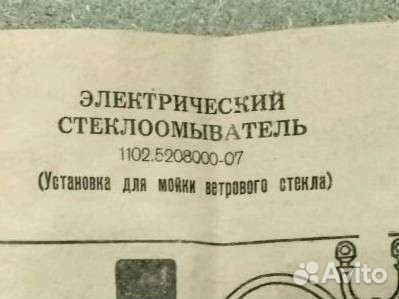 ЭЛЕКТРИЧЕСКИЙ
СТЕКЛООМЫВАТЕЛЬ
1102.5208000-07
(Установка для мойки ветрового стекла)
Avito